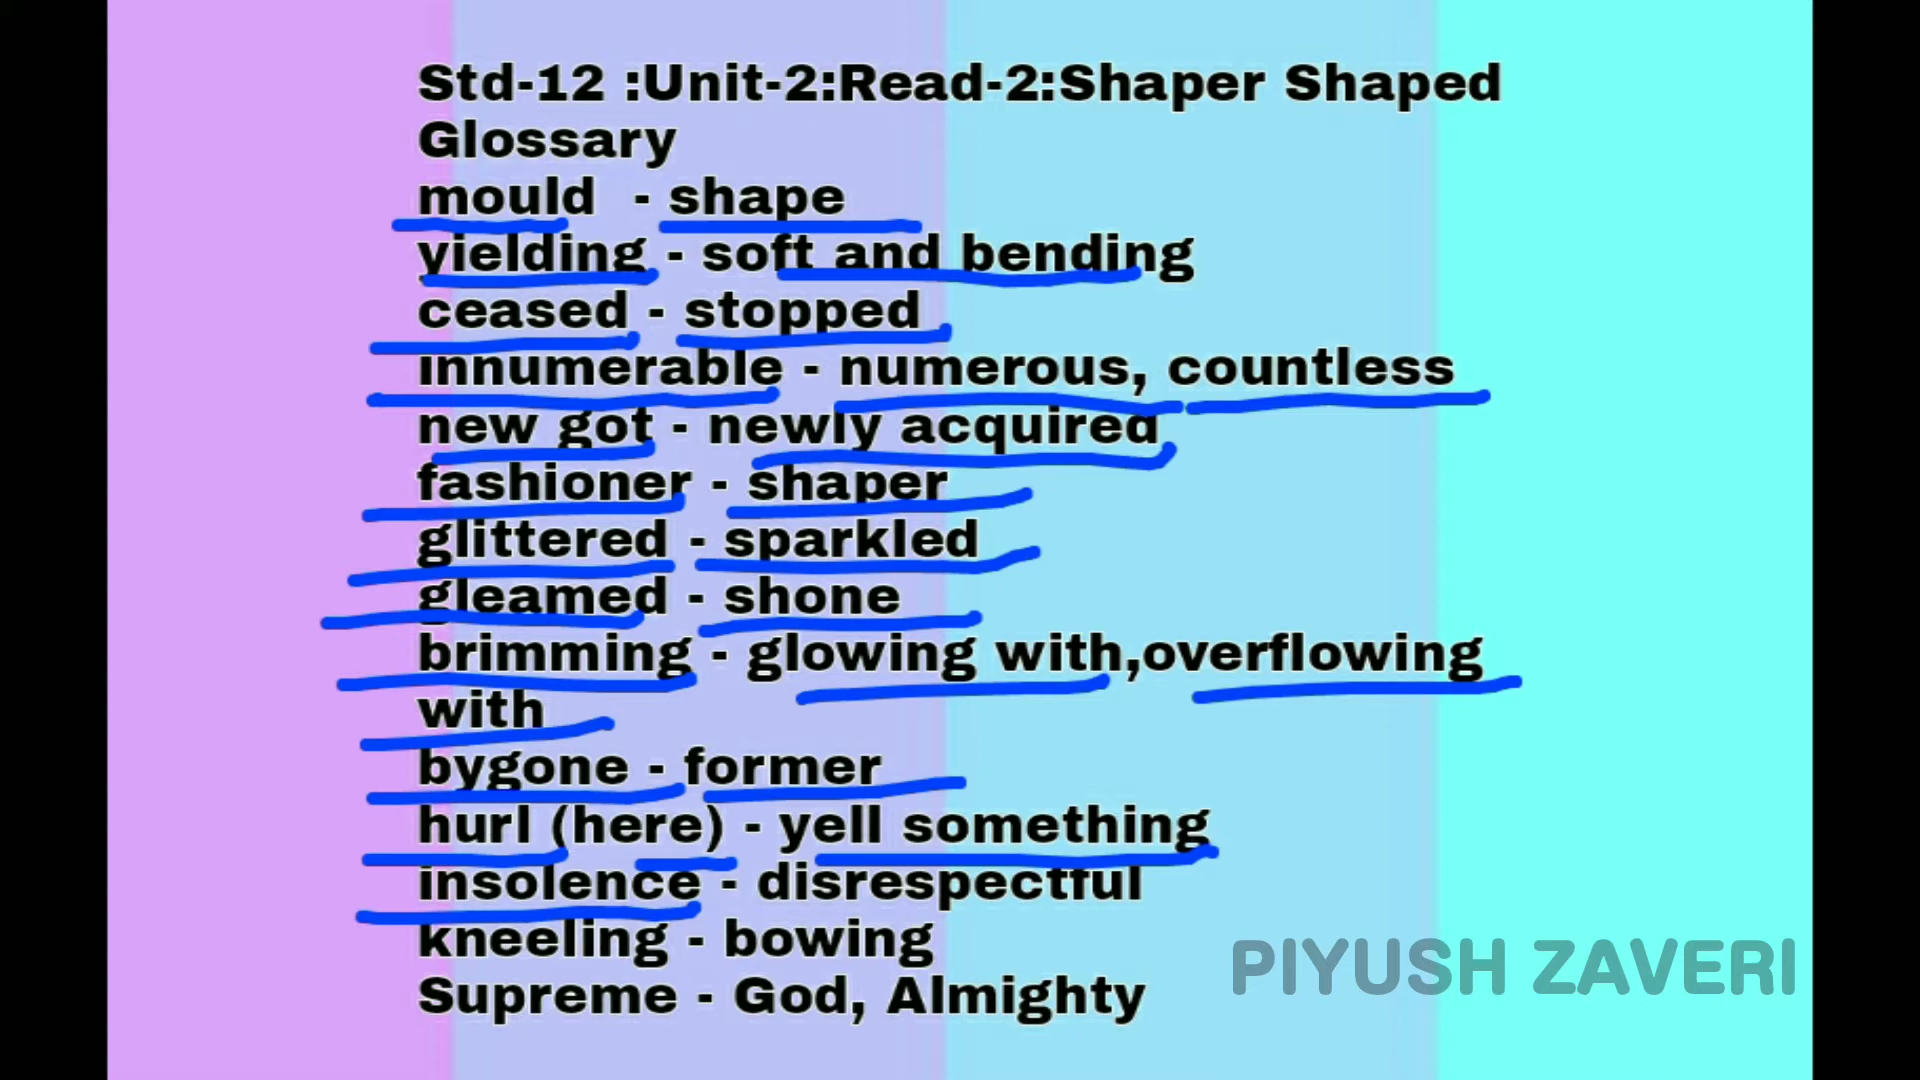 Std-12 :Unit-2:Read-2:Shaper Shaped
Glossary
mould - shape
yielding - soft and bending
ceased - stopped
innumerable - numerous, countless
new got - newly acquired
fashioner - shaper
glittered - sparkled
gleamed - shone
brimming - glowing with,overflowing
with
bygone - former
hurl (here) - yell something
insolence - disrespectful
kneeling - bowing
Supreme - God, Almighty
PIYUSH ZAVERI